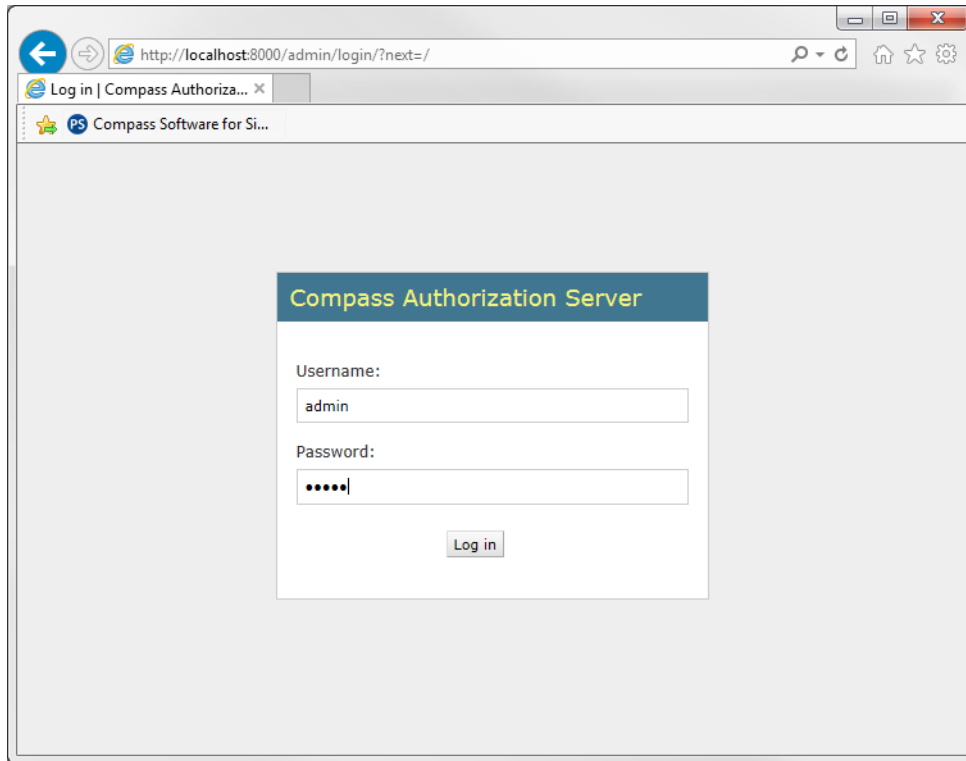 http://localhost:8000/admin/login/?next=/
Log in | Compass Authoriza...
PS Compass Software for Si...
Compass Authorization Server
Username:
admin
Password:
•••••
Log in